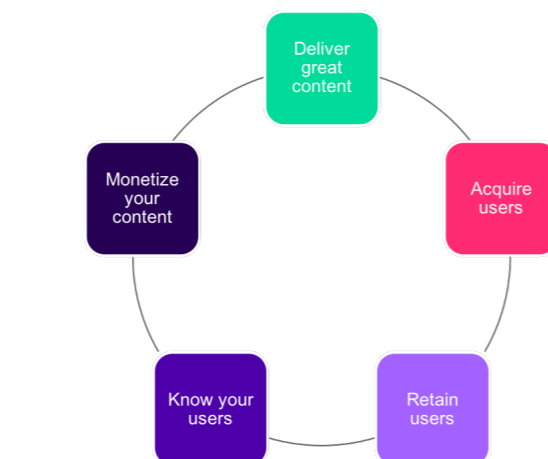 Deliver
great
content
Acquire
users
Retain
users
Know your
users
Monetize
your
content